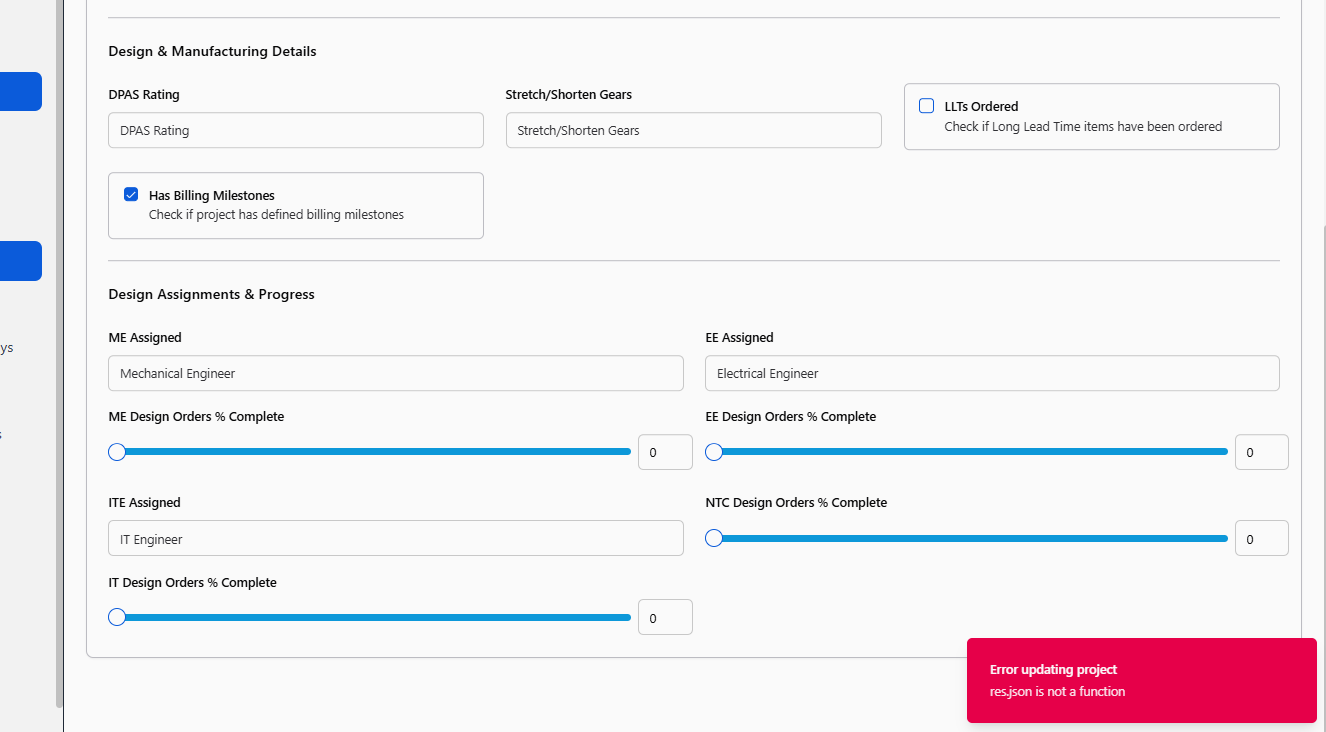 Design & Manufacturing Details
DPAS Rating
Stretch/Shorten Gears
LLTs Ordered
Check if Long Lead Time items have been ordered
DPAS Rating
Stretch/Shorten Gears
Has Billing Milestones
Check if project has defined billing milestones
Design Assignments & Progress
ys
ME Assigned
EE Assigned
Mechanical Engineer
Electrical Engineer
ME Design Orders % Complete
EE Design Orders % Complete
0
0
ITE Assigned
NTC Design Orders % Complete
IT Engineer
0
IT Design Orders % Complete
0
Error updating project
res.json is not a function